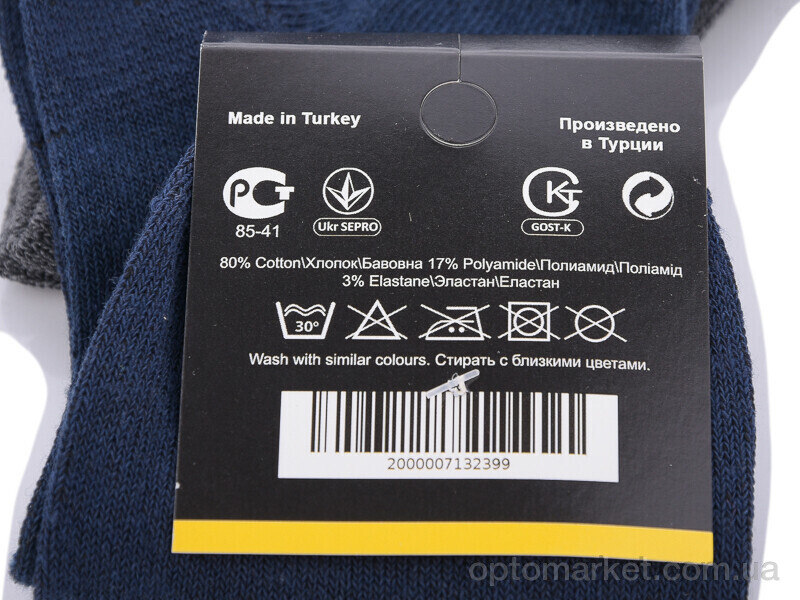 Made in Turkey
Произведено
в Турции
РСТ
85-41
Ukr SEPRO
GOST-K
80% Cotton\Хлопок\Бавовна 17% Polyamide\Полиамид\Поліамід
3% Elastane\Эластан\Еластан
30°
Wash with similar colours. Стирать с близкими цветами.
2000007132399
optomarket.com.ua